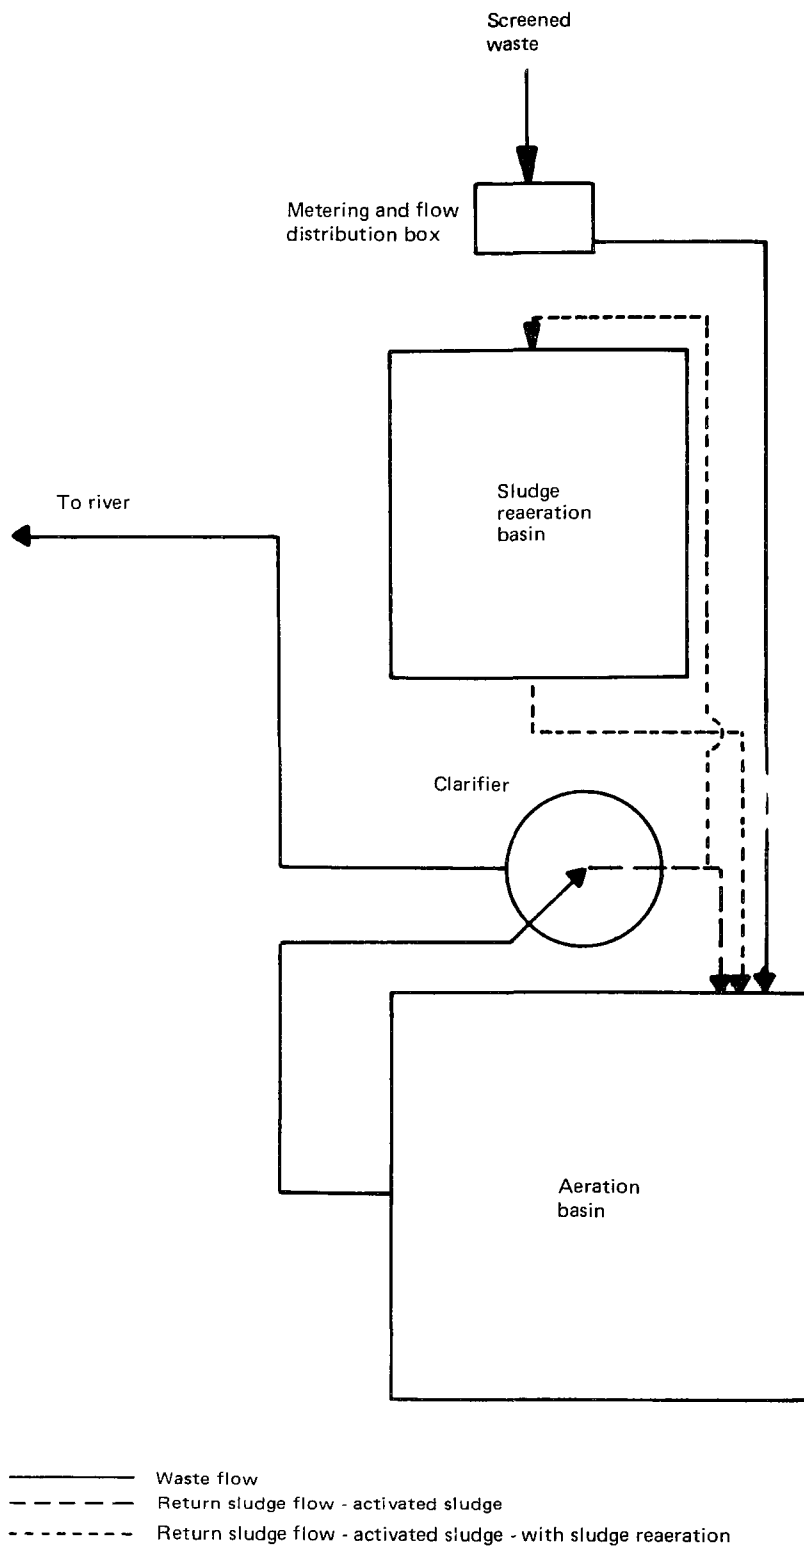 Screened
waste
Metering and flow
distribution box
To river
Sludge
reaeration
basin
Clarifier
Aeration
basin
Waste flow
Return sludge flow - activated sludge
Return sludge flow - activated sludge - with sludge reaeration